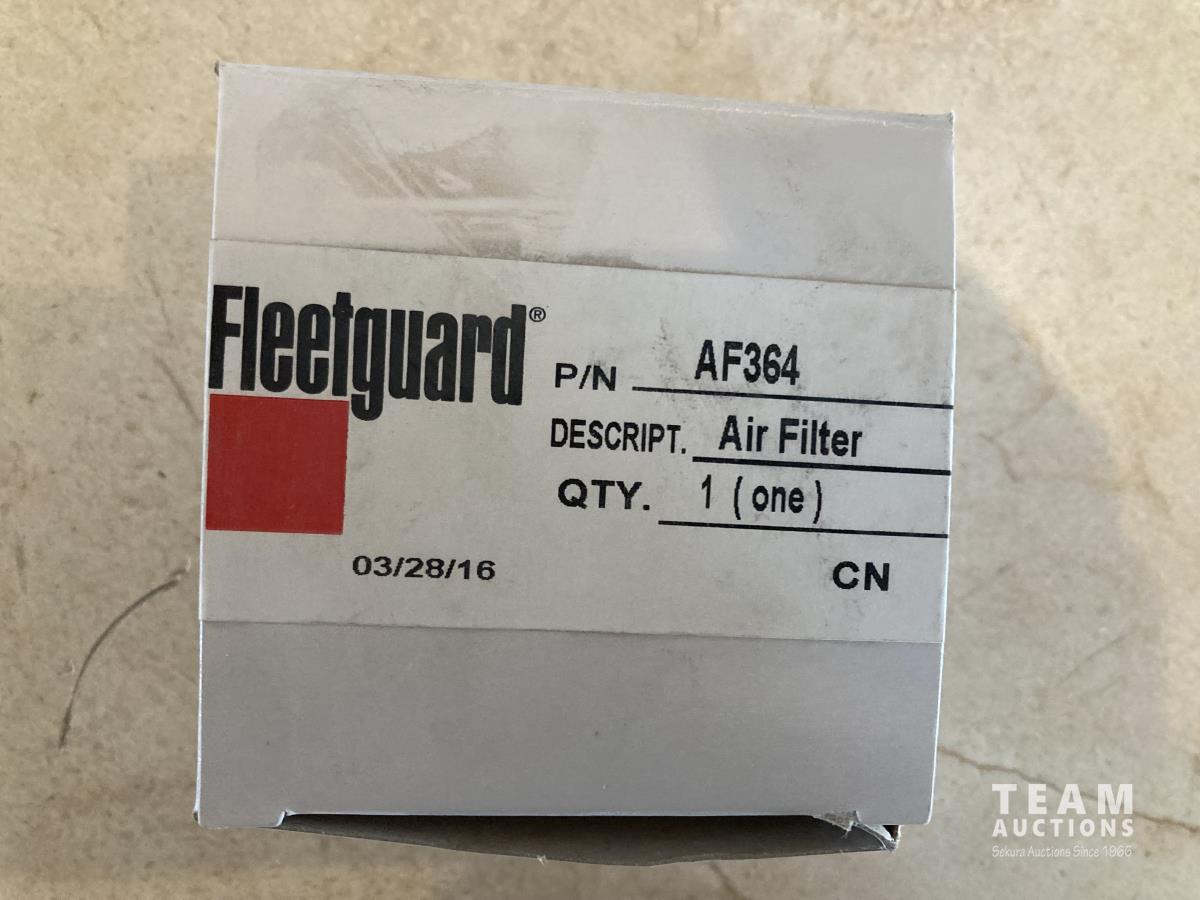 Fleetguard®
P/N AF364
DESCRIPT. Air Filter
QTY. 1 (one)
03/28/16 CN
TEAM
AUCTIONS
Sekura Auctions Since 1966